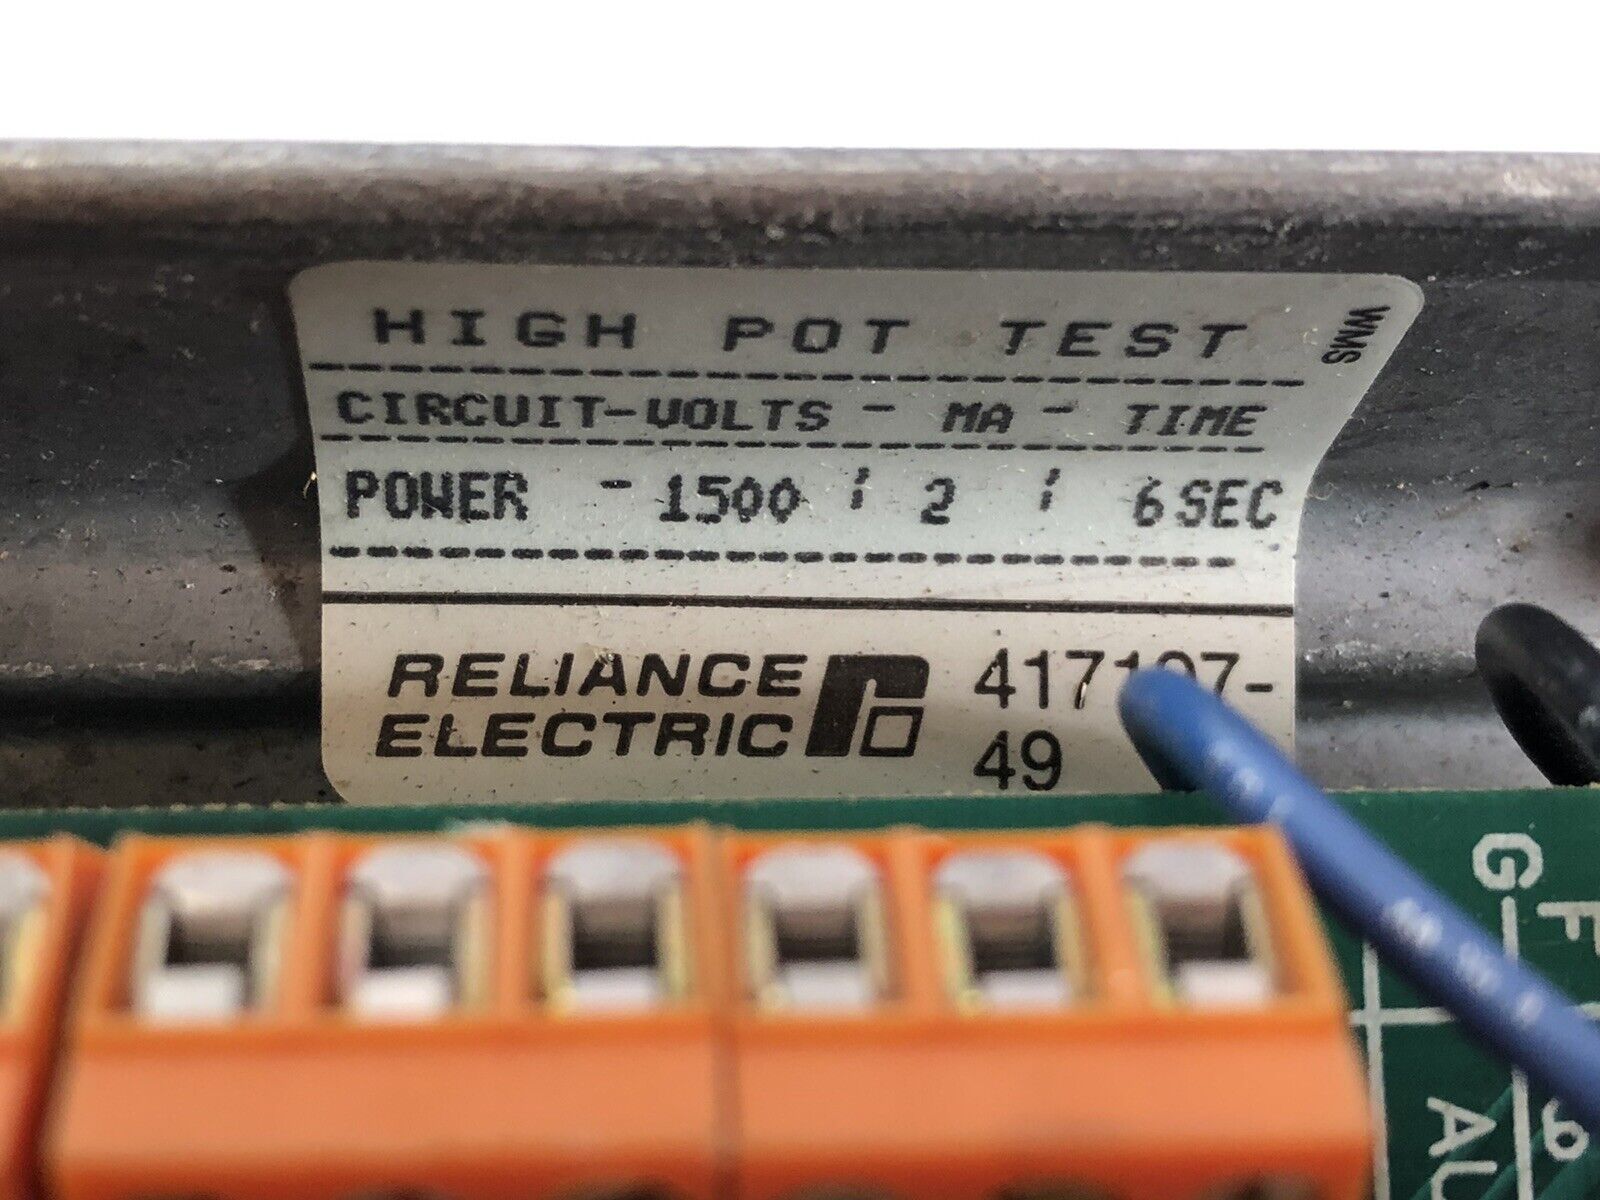 HIGH POT TEST
WMS
CIRCUIT-VOLTS - MA - TIME
POWER - 1500 ¦ 2 ¦ 6SEC
RELIANCE
ELECTRIC
49
G
F